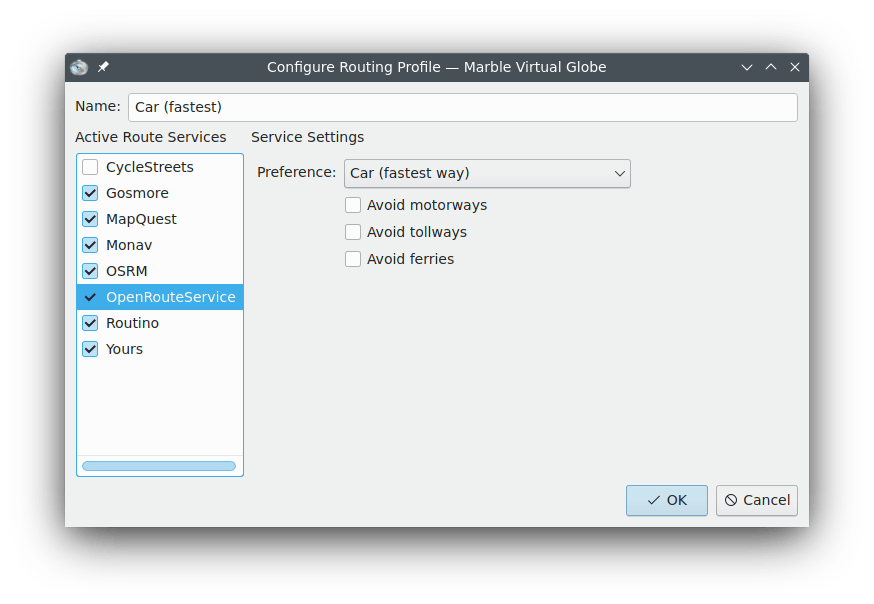 Configure Routing Profile — Marble Virtual Globe
Name: Car (fastest)
Active Route Services
Service Settings
CycleStreets
Gosmore
MapQuest
Monav
OSRM
OpenRouteService
Routino
Yours
Preference: Car (fastest way)
Avoid motorways
Avoid tollways
Avoid ferries
OK
Cancel